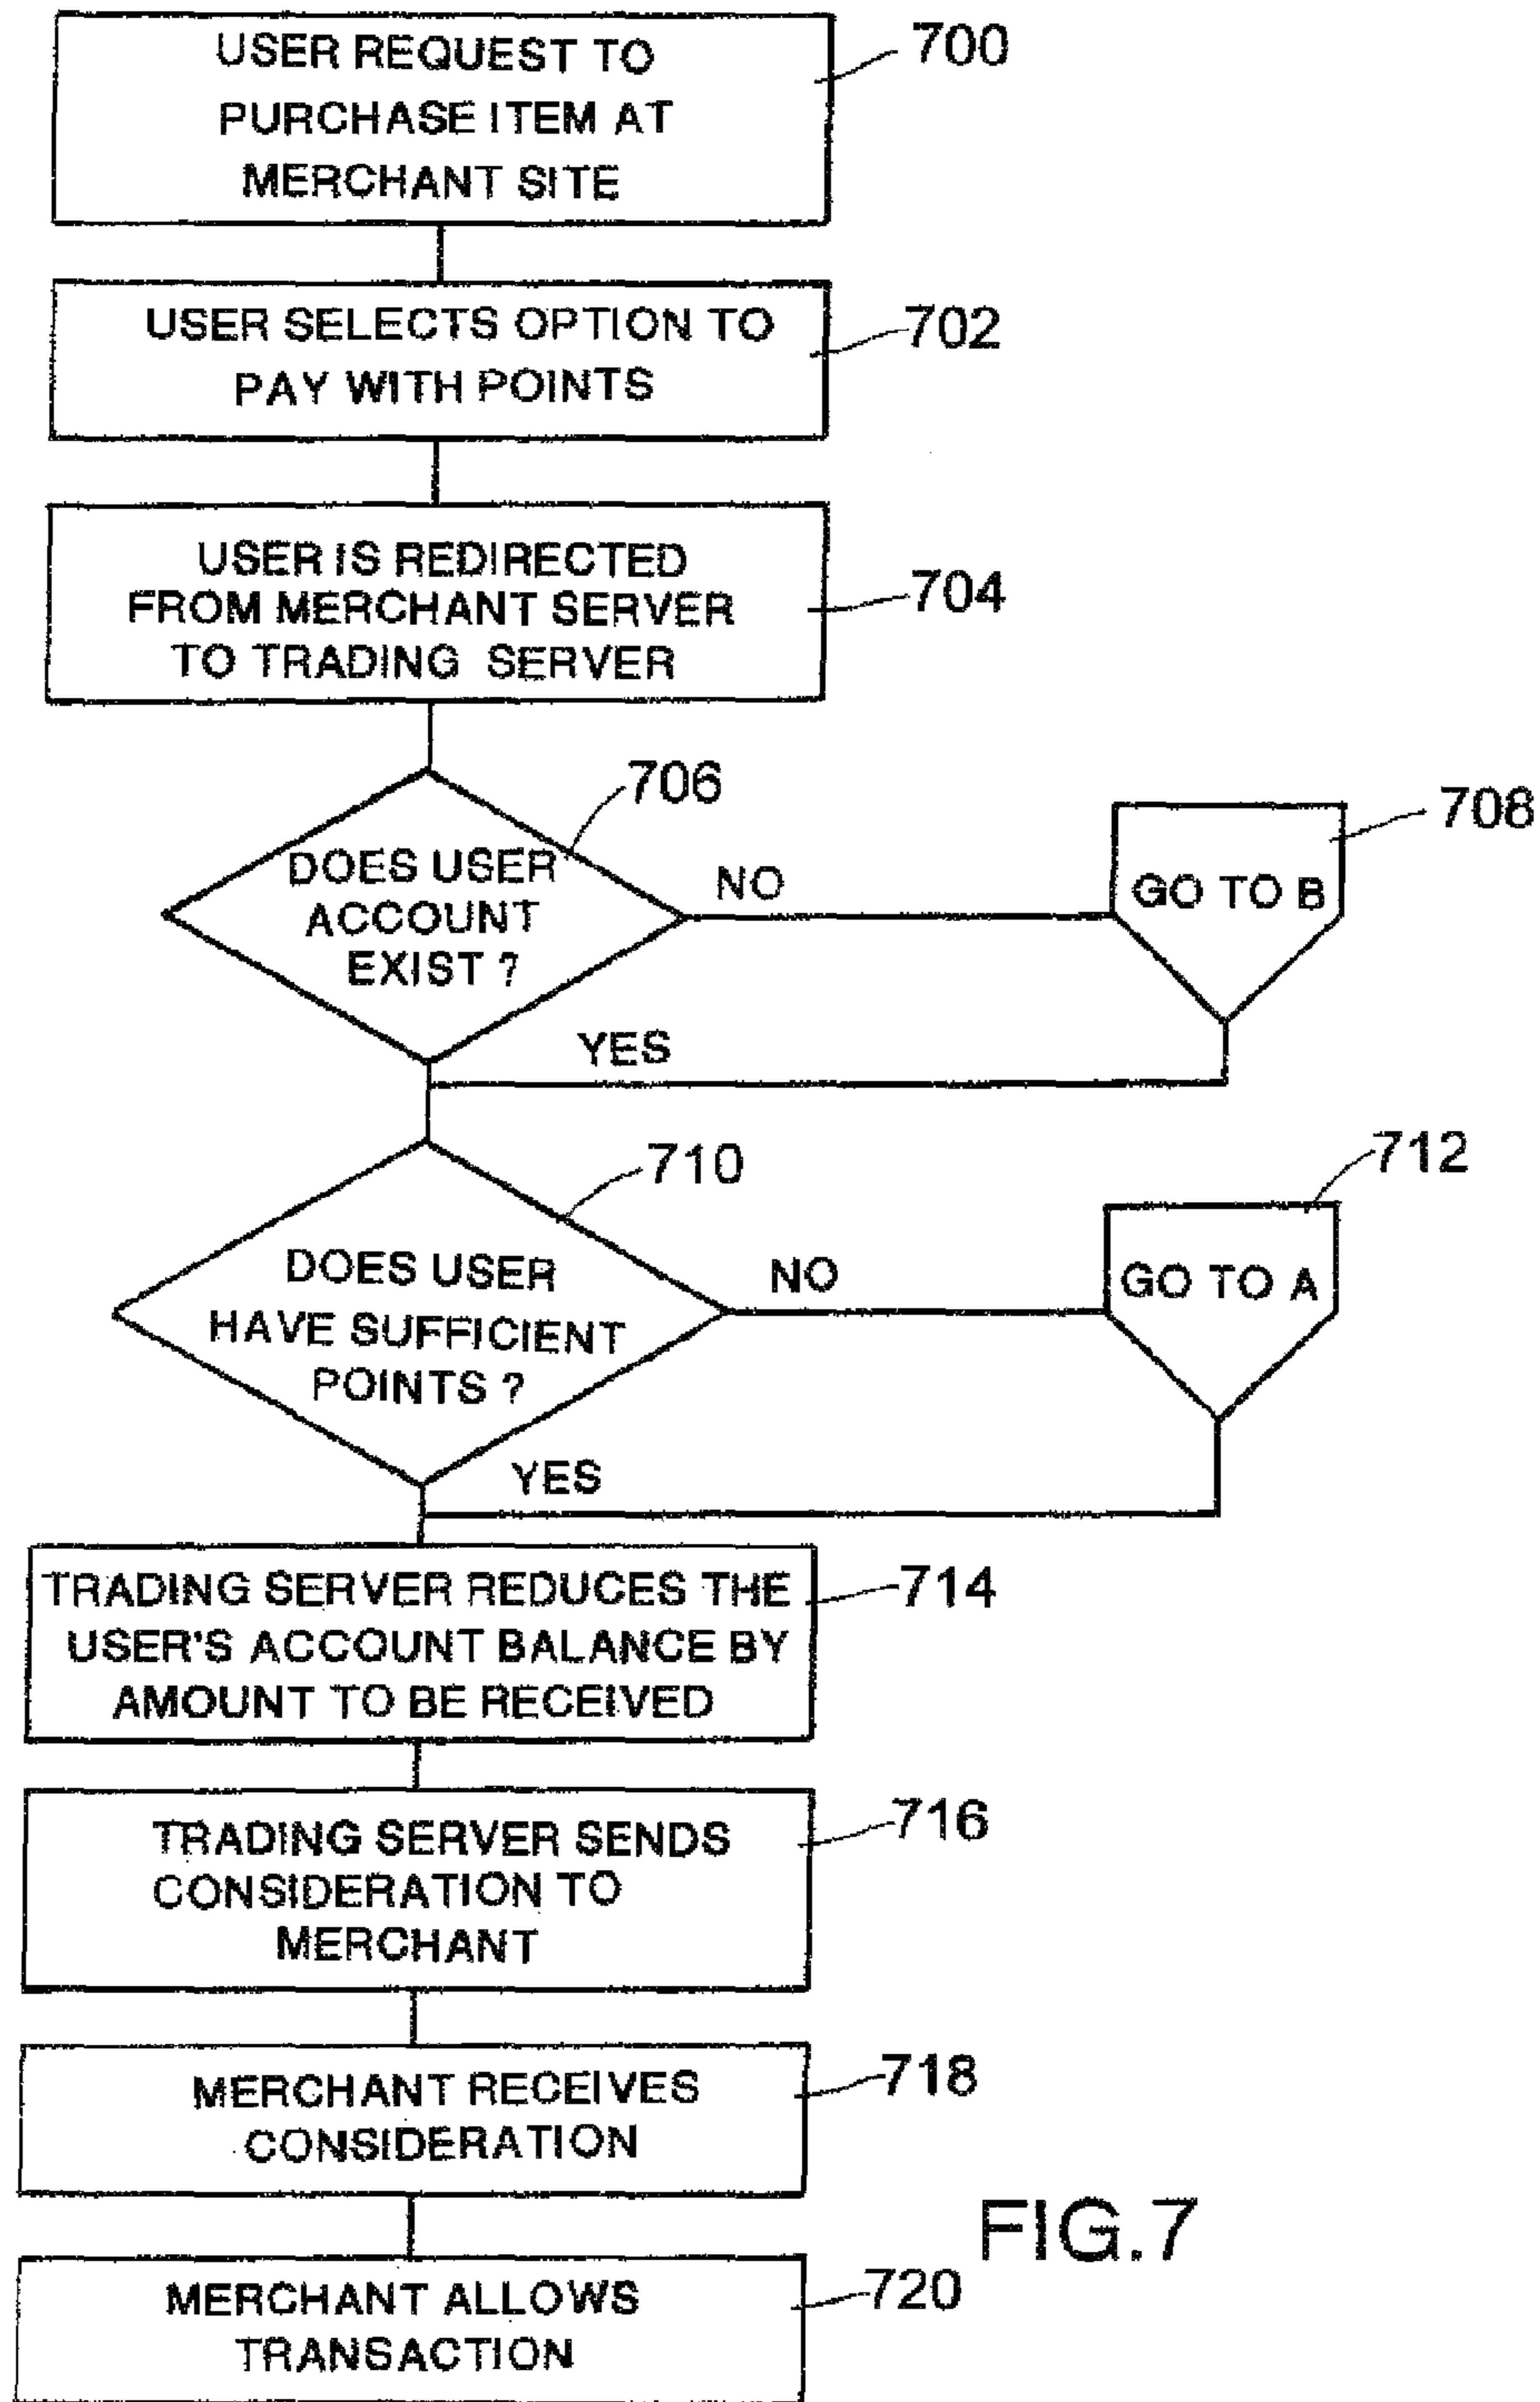 USER REQUEST TO
PURCHASE ITEM AT
MERCHANT SITE
700
USER SELECTS OPTION TO
PAY WITH POINTS
702
USER IS REDIRECTED
FROM MERCHANT SERVER
TO TRADING SERVER
704
706
DOES USER
ACCOUNT
EXIST ?
NO
708
GO TO B
YES
710
DOES USER
HAVE SUFFICIENT
POINTS ?
NO
712
GO TO A
YES
TRADING SERVER REDUCES THE
USER'S ACCOUNT BALANCE BY
AMOUNT TO BE RECEIVED
714
TRADING SERVER SENDS
CONSIDERATION TO
MERCHANT
716
MERCHANT RECEIVES
CONSIDERATION
718
MERCHANT ALLOWS
TRANSACTION
720
FIG.7